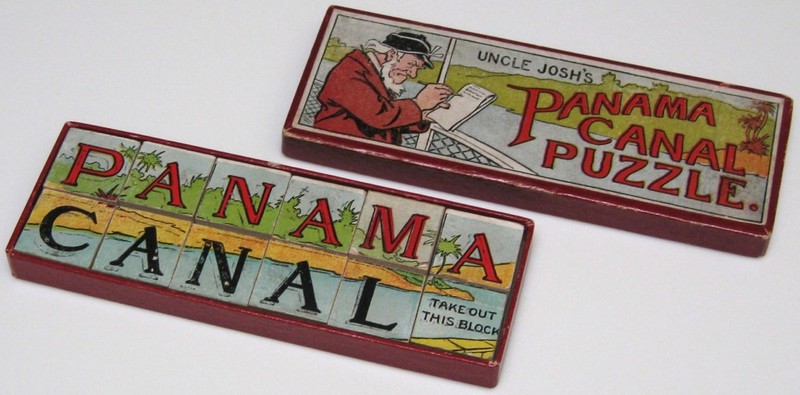 UNCLE JOSH'S
PANAMA
CANAL
PUZZLE.
PANAMA
CANAL
TAKE OUT
THIS BLOCK